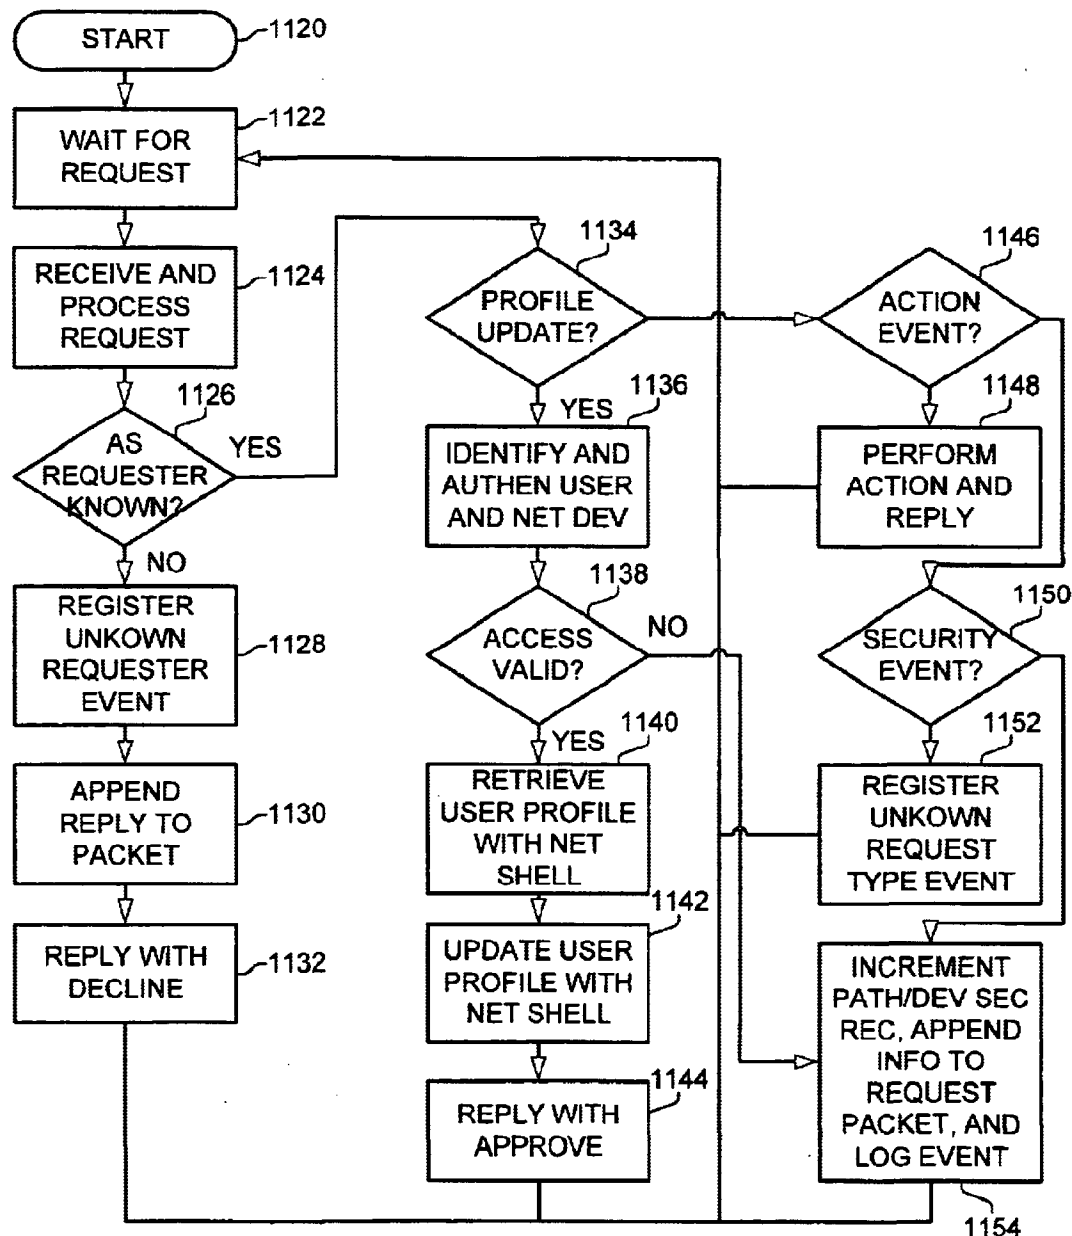 START
1120
WAIT FOR
REQUEST
1122
RECEIVE AND
PROCESS
REQUEST
1124
AS
REQUESTER
KNOWN?
1126
YES
NO
REGISTER
UNKOWN
REQUESTER
EVENT
1128
APPEND
REPLY TO
PACKET
1130
REPLY WITH
DECLINE
1132
PROFILE
UPDATE?
1134
YES
IDENTIFY AND
AUTHEN USER
AND NET DEV
1136
ACCESS
VALID?
1138
NO
YES
RETRIEVE
USER PROFILE
WITH NET
SHELL
1140
UPDATE USER
PROFILE WITH
NET SHELL
1142
REPLY WITH
APPROVE
1144
ACTION
EVENT?
1146
PERFORM
ACTION AND
REPLY
1148
SECURITY
EVENT?
1150
REGISTER
UNKOWN
REQUEST
TYPE EVENT
1152
INCREMENT
PATH/DEV SEC
REC, APPEND
INFO TO
REQUEST
PACKET, AND
LOG EVENT
1154